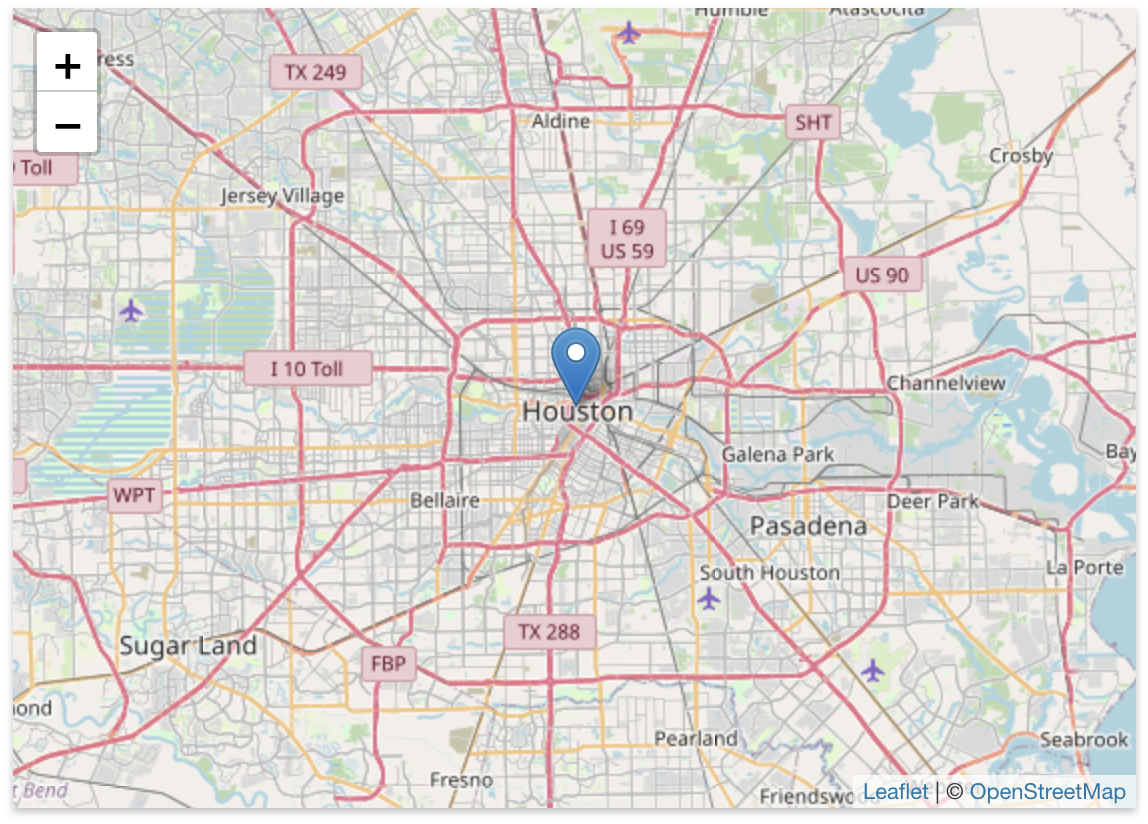 Humble
Atascocita
+
ress
TX 249
−
Aldine
SHT
Crosby
Toll
Jersey Village
I 69
US 59
US 90
I 10 Toll
Channelview
Houston
Galena Park
Bay
WPT
Bellaire
Deer Park
Pasadena
La Porte
South Houston
TX 288
Sugar Land
FBP
ond
Pearland
Seabrook
Fresno
t Bend
Friendswo
Leaflet | © OpenStreetMap